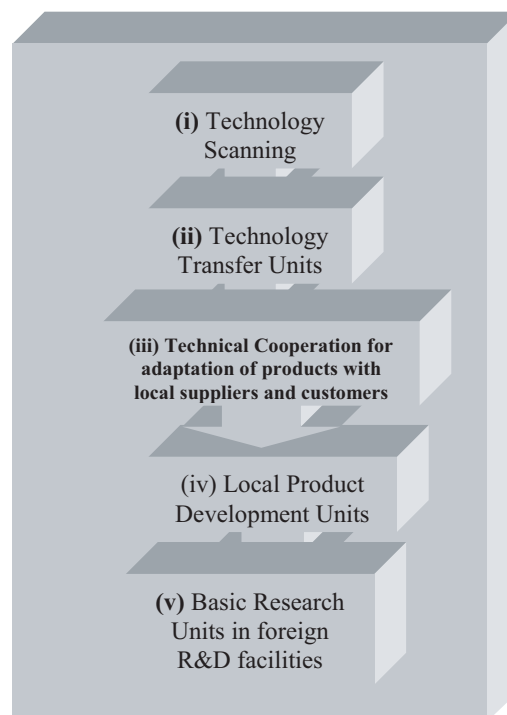 (i) Technology
Scanning
(ii) Technology
Transfer Units
(iii) Technical Cooperation for
adaptation of products with
local suppliers and customers
(iv) Local Product
Development Units
(v) Basic Research
Units in foreign
R&D facilities